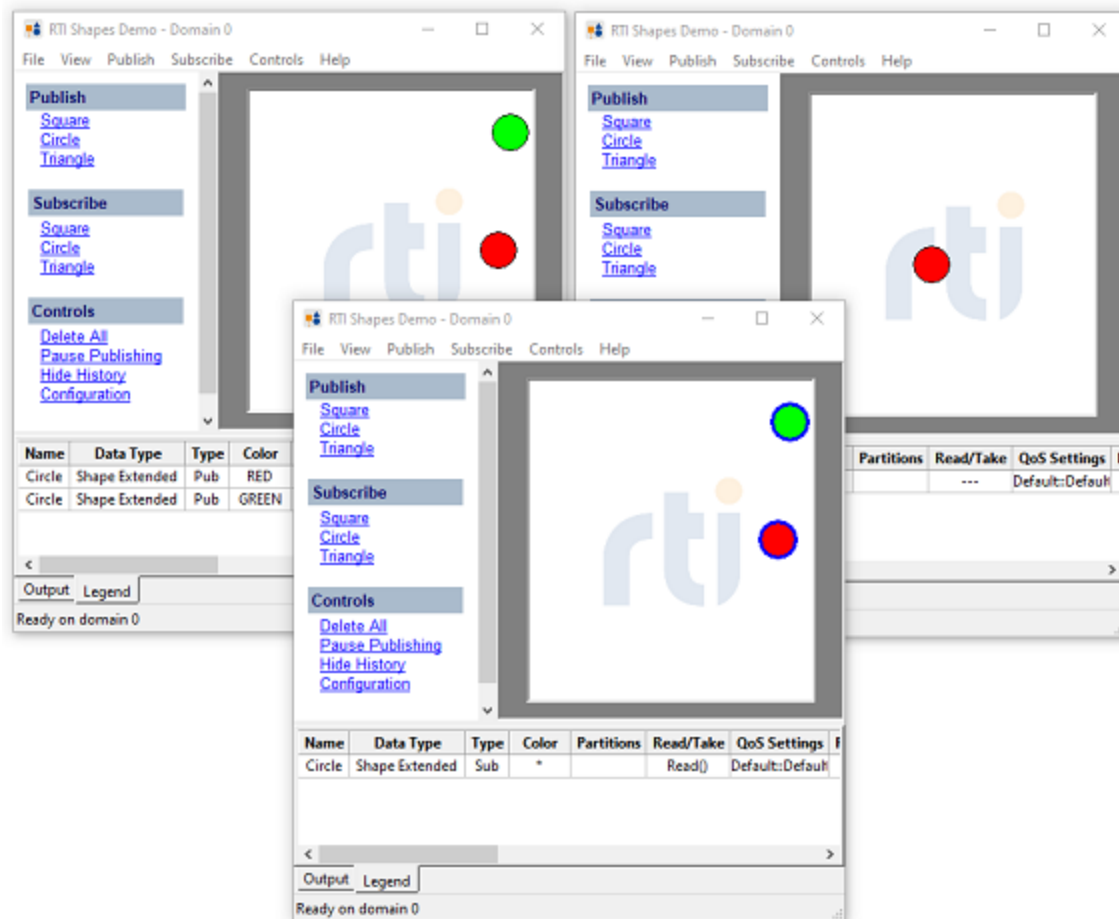 RTI Shapes Demo - Domain 0
File View Publish Subscribe Controls Help
Publish
Square
Circle
Triangle
Subscribe
Square
Circle
Triangle
Controls
Delete All
Pause Publishing
Hide History
Configuration
rti
Name Data Type Type Color
Circle Shape Extended Pub RED
Circle Shape Extended Pub GREEN
Output Legend
Ready on domain 0
RTI Shapes Demo - Domain 0
File View Publish Subscribe Controls Help
Publish
Square
Circle
Triangle
Subscribe
Square
Circle
Triangle
rti
Partitions Read/Take QoS Settings
--- Default::Default
RTI Shapes Demo - Domain 0
File View Publish Subscribe Controls Help
Publish
Square
Circle
Triangle
Subscribe
Square
Circle
Triangle
Controls
Delete All
Pause Publishing
Hide History
Configuration
rti
Name Data Type Type Color Partitions Read/Take QoS Settings
Circle Shape Extended Sub * Read() Default::Default
Output Legend
Ready on domain 0